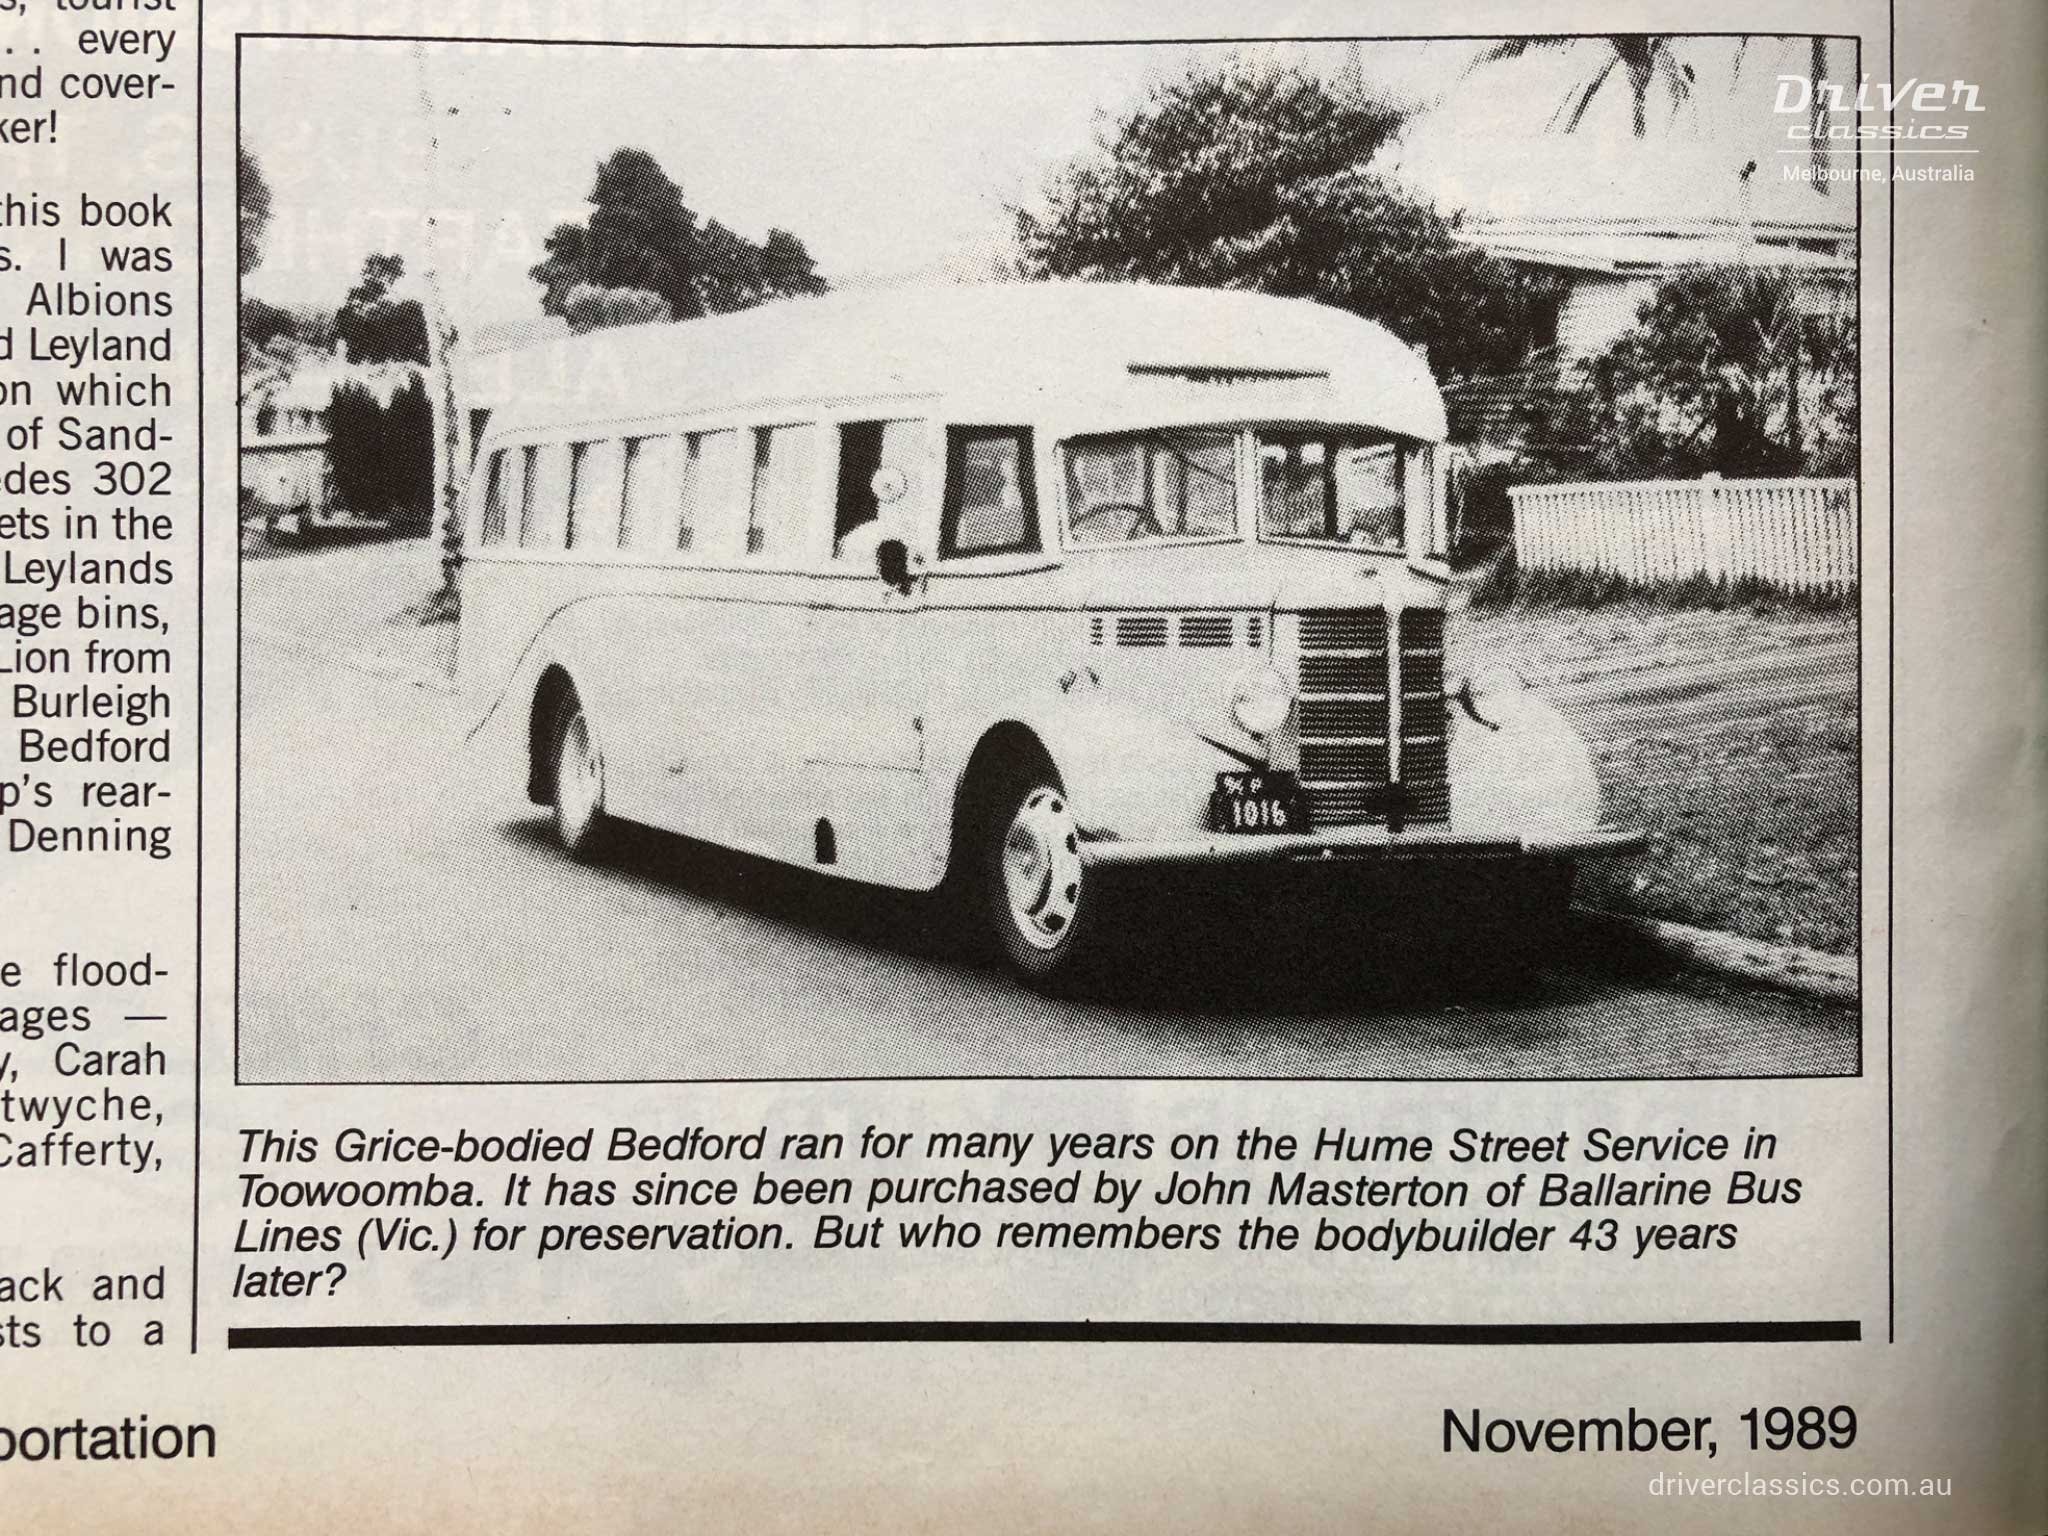 s, tourist
. . every
nd cover-
ker!
this book
s. I was
Albions
d Leyland
on which
of Sand-
edes 302
ets in the
Leylands
age bins,
Lion from
Burleigh
Bedford
p's rear-
Denning
e flood-
ages —
y, Carah
twyche,
Cafferty,
ack and
sts to a
Driver
classics
Melbourne, Australia
1016
This Grice-bodied Bedford ran for many years on the Hume Street Service in
Toowoomba. It has since been purchased by John Masterton of Ballarine Bus
Lines (Vic.) for preservation. But who remembers the bodybuilder 43 years
later?
portation
November, 1989
driverclassics.com.au